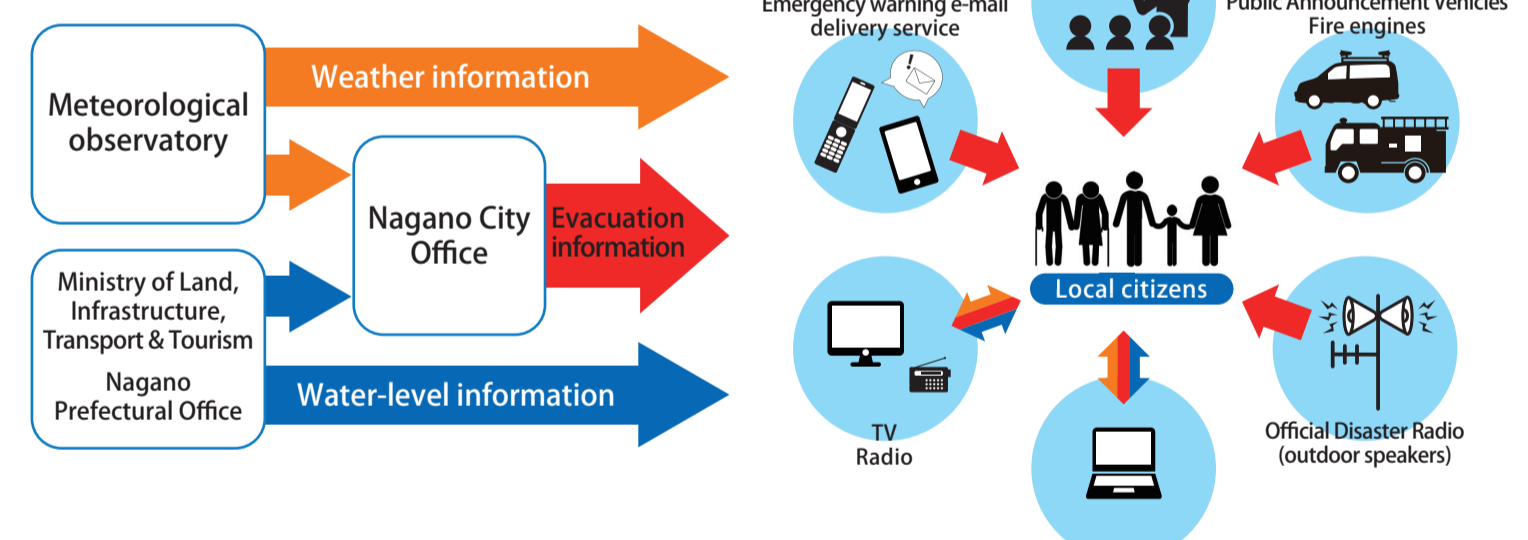 Meteorological
observatory
Weather information
Nagano City
Office
Evacuation
information
Ministry of Land,
Infrastructure,
Transport & Tourism
Nagano
Prefectural Office
Water-level information
Emergency warning e-mail
delivery service
Public Announcement Vehicles
Fire engines
!
Local citizens
TV
Radio
Official Disaster Radio
(outdoor speakers)